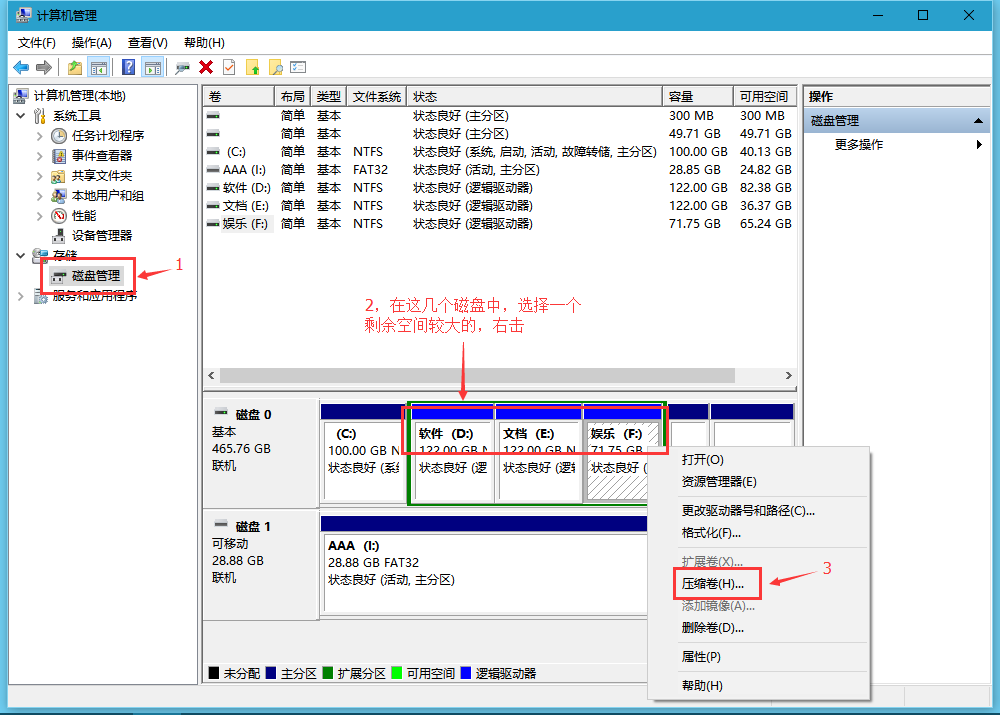 计算机管理
文件(F) 操作(A) 查看(V) 帮助(H)
计算机管理(本地)
系统工具
任务计划程序
事件查看器
共享文件夹
本地用户和组
性能
设备管理器
存储
磁盘管理
服务和应用程序
1
卷 布局 类型 文件系统 状态 容量 可用空间
简单 基本 状态良好 (主分区) 300 MB 300 MB
简单 基本 状态良好 (主分区) 49.71 GB 49.71 GB
(C:) 简单 基本 NTFS 状态良好 (系统, 启动, 活动, 故障转储, 主分区) 100.00 GB 40.13 GB
AAA (I:) 简单 基本 FAT32 状态良好 (活动, 主分区) 28.85 GB 24.82 GB
软件 (D:) 简单 基本 NTFS 状态良好 (逻辑驱动器) 122.00 GB 82.38 GB
文档 (E:) 简单 基本 NTFS 状态良好 (逻辑驱动器) 122.00 GB 36.37 GB
娱乐 (F:) 简单 基本 NTFS 状态良好 (逻辑驱动器) 71.75 GB 65.24 GB
2，在这几个磁盘中，选择一个
剩余空间较大的，右击
操作
磁盘管理
更多操作
磁盘 0
基本
465.76 GB
联机
(C:)
100.00 GB N
状态良好 (系
软件 (D:)
122.00 GB N
状态良好 (逻
文档 (E:)
122.00 GB N
状态良好 (逻
娱乐 (F:)
71.75 GB
状态良好 (
磁盘 1
可移动
28.88 GB
联机
AAA (I:)
28.88 GB FAT32
状态良好 (活动, 主分区)
打开(O)
资源管理器(E)
更改驱动器号和路径(C)...
格式化(F)...
扩展卷(X)...
压缩卷(H)...
3
添加镜像(A)...
删除卷(D)...
属性(P)
帮助(H)
未分配 主分区 扩展分区 可用空间 逻辑驱动器